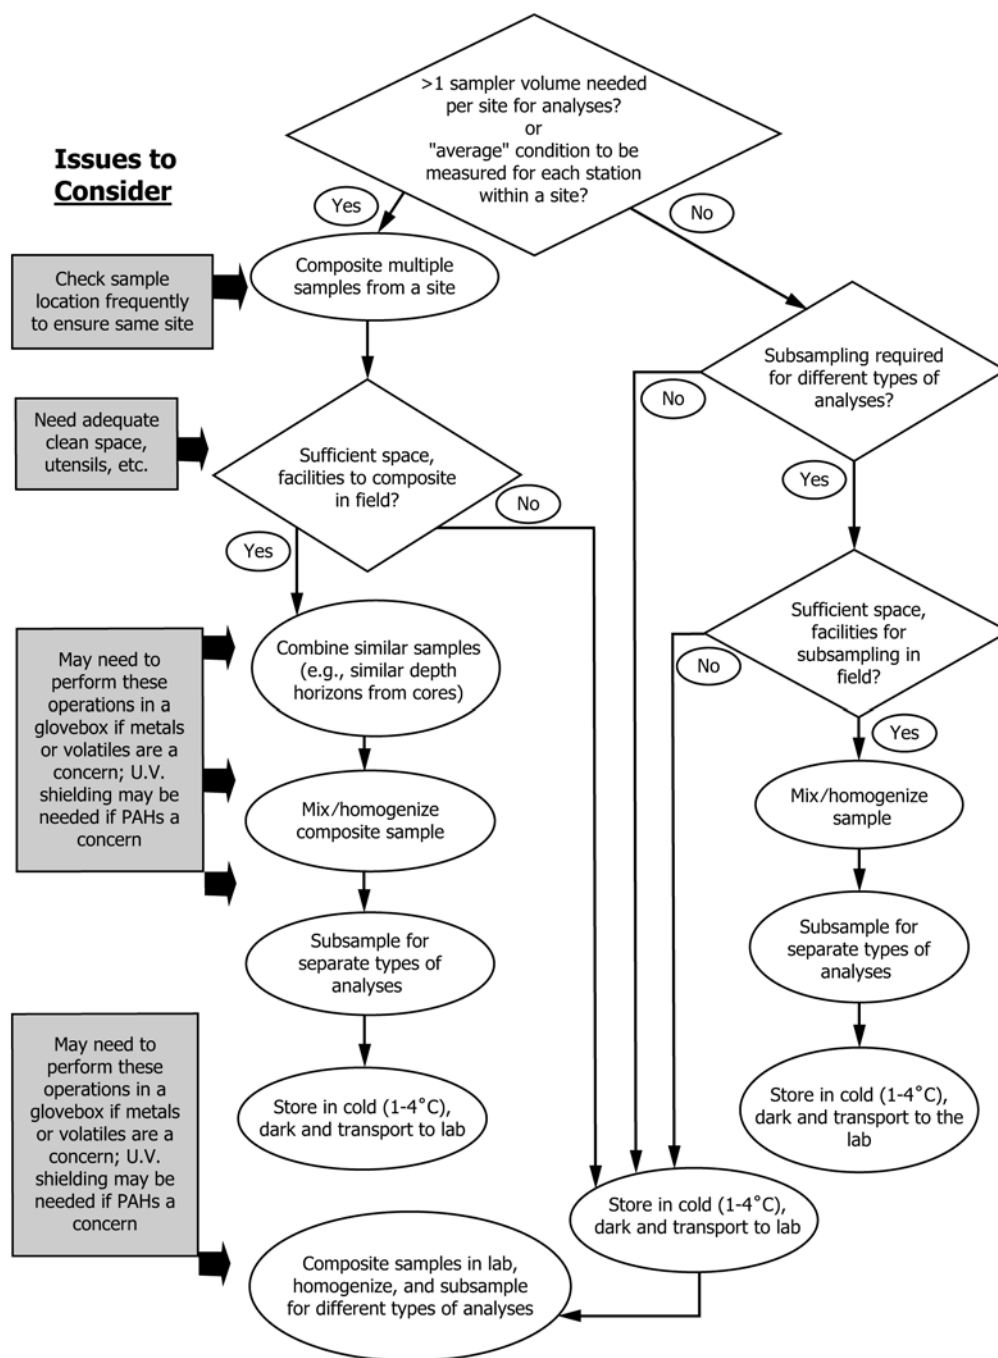 >1 sampler volume needed
per site for analyses?
or
"average" condition to be
measured for each station
within a site?
Issues to
Consider
Yes
No
Check sample
location frequently
to ensure same site
Composite multiple
samples from a site
Subsampling required
for different types of
analyses?
No
Yes
Need adequate
clean space,
utensils, etc.
Sufficient space,
facilities to composite
in field?
No
Yes
Sufficient space,
facilities for
subsampling in
field?
No
Yes
May need to
perform these
operations in a
glovebox if metals
or volatiles are a
concern; U.V.
shielding may be
needed if PAHs a
concern
Combine similar samples
(e.g., similar depth
horizons from cores)
Mix/homogenize
composite sample
Mix/homogenize
sample
Subsample for
separate types of
analyses
Subsample for
separate types of
analyses
May need to
perform these
operations in a
glovebox if metals
or volatiles are a
concern; U.V.
shielding may be
needed if PAHs a
concern
Store in cold (1-4°C),
dark and transport to lab
Store in cold (1-4°C),
dark and transport to the
lab
Store in cold (1-4°C),
dark and transport to lab
Composite samples in lab,
homogenize, and subsample
for different types of analyses